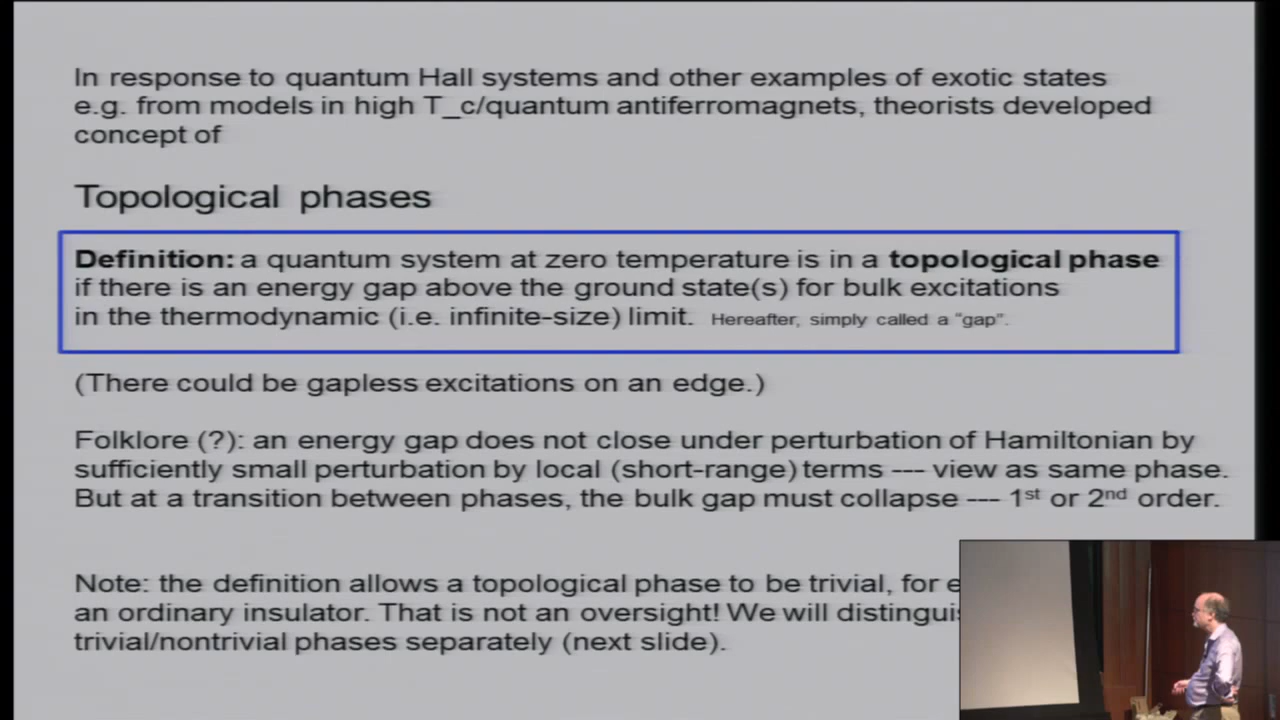 In response to quantum Hall systems and other examples of exotic states
e.g. from models in high T_c/quantum antiferromagnets, theorists developed
concept of
Topological phases
Definition: a quantum system at zero temperature is in a topological phase
if there is an energy gap above the ground state(s) for bulk excitations
in the thermodynamic (i.e. infinite-size) limit. Hereafter, simply called a “gap”.
(There could be gapless excitations on an edge.)
Folklore (?): an energy gap does not close under perturbation of Hamiltonian by
sufficiently small perturbation by local (short-range) terms --- view as same phase.
But at a transition between phases, the bulk gap must collapse --- 1st or 2nd order.
Note: the definition allows a topological phase to be trivial, for
an ordinary insulator. That is not an oversight! We will
trivial/nontrivial phases separately (next slide).